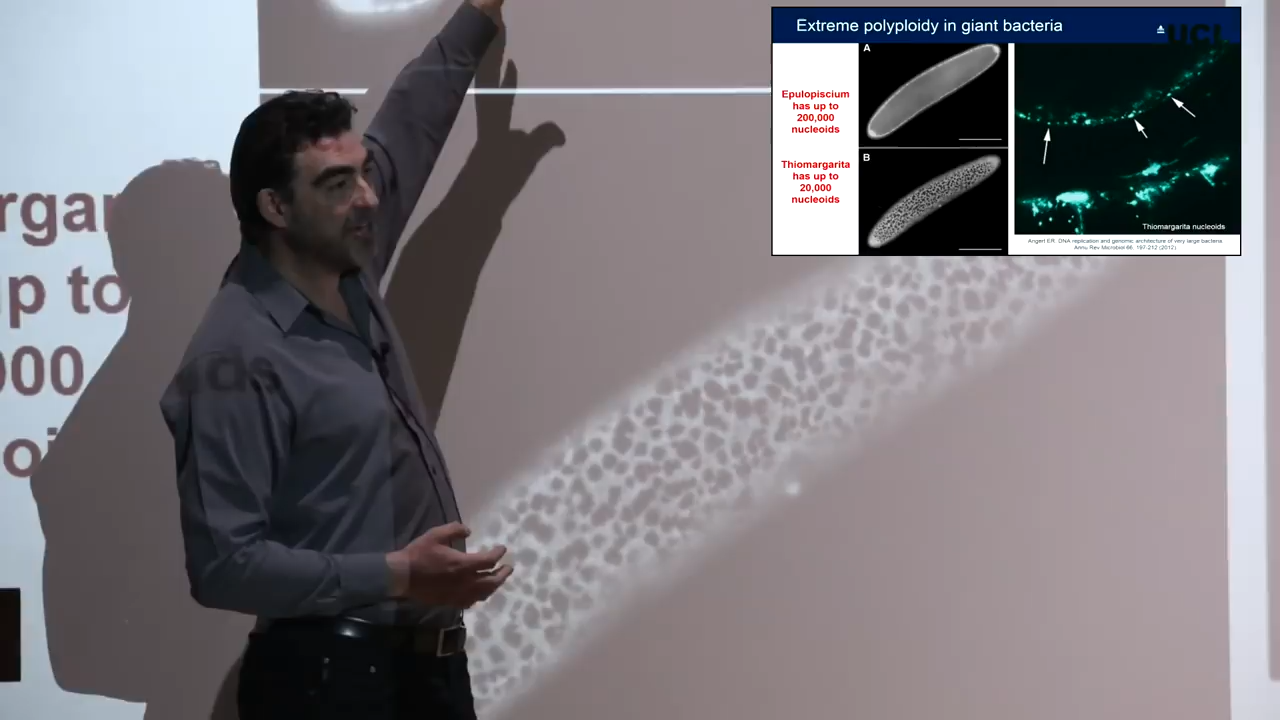 Extreme polyploidy in giant bacteria
UCL
Epulopiscium
has up to
200,000
nucleoids
Thiomargarita
has up to
20,000
nucleoids
A
B
Thiomargarita nucleoids
Angert ER. DNA replication and genomic architecture of very large bacteria.
Annu Rev Microbiol 66: 197-212 (2012)
rgar
p to
000
oi
ds